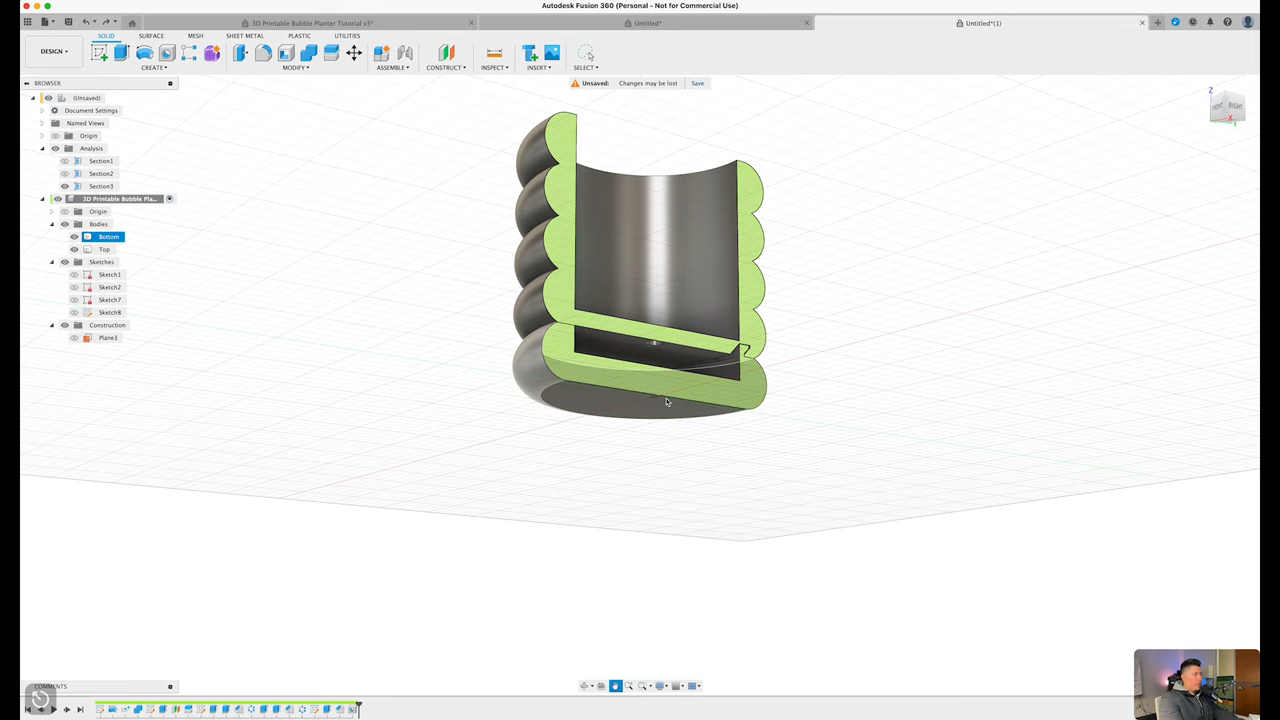 Autodesk Fusion 360 (Personal - Not for Commercial Use)
3D Printable Bubble Planter Tutorial v3*
Untitled*
Untitled*(1)
DESIGN
SOLID
SURFACE
MESH
SHEET METAL
PLASTIC
UTILITIES
CREATE
MODIFY
ASSEMBLE
CONSTRUCT
INSPECT
INSERT
SELECT
BROWSER
Unsaved: Changes may be lost Save
(Unsaved)
Document Settings
Named Views
Origin
Analysis
Section1
Section2
Section3
3D Printable Bubble Pla...
Origin
Bodies
Bottom
Top
Sketches
Sketch1
Sketch2
Sketch7
Sketch8
Construction
Plane3
Z
FRONT
RIGHT
X
COMMENTS